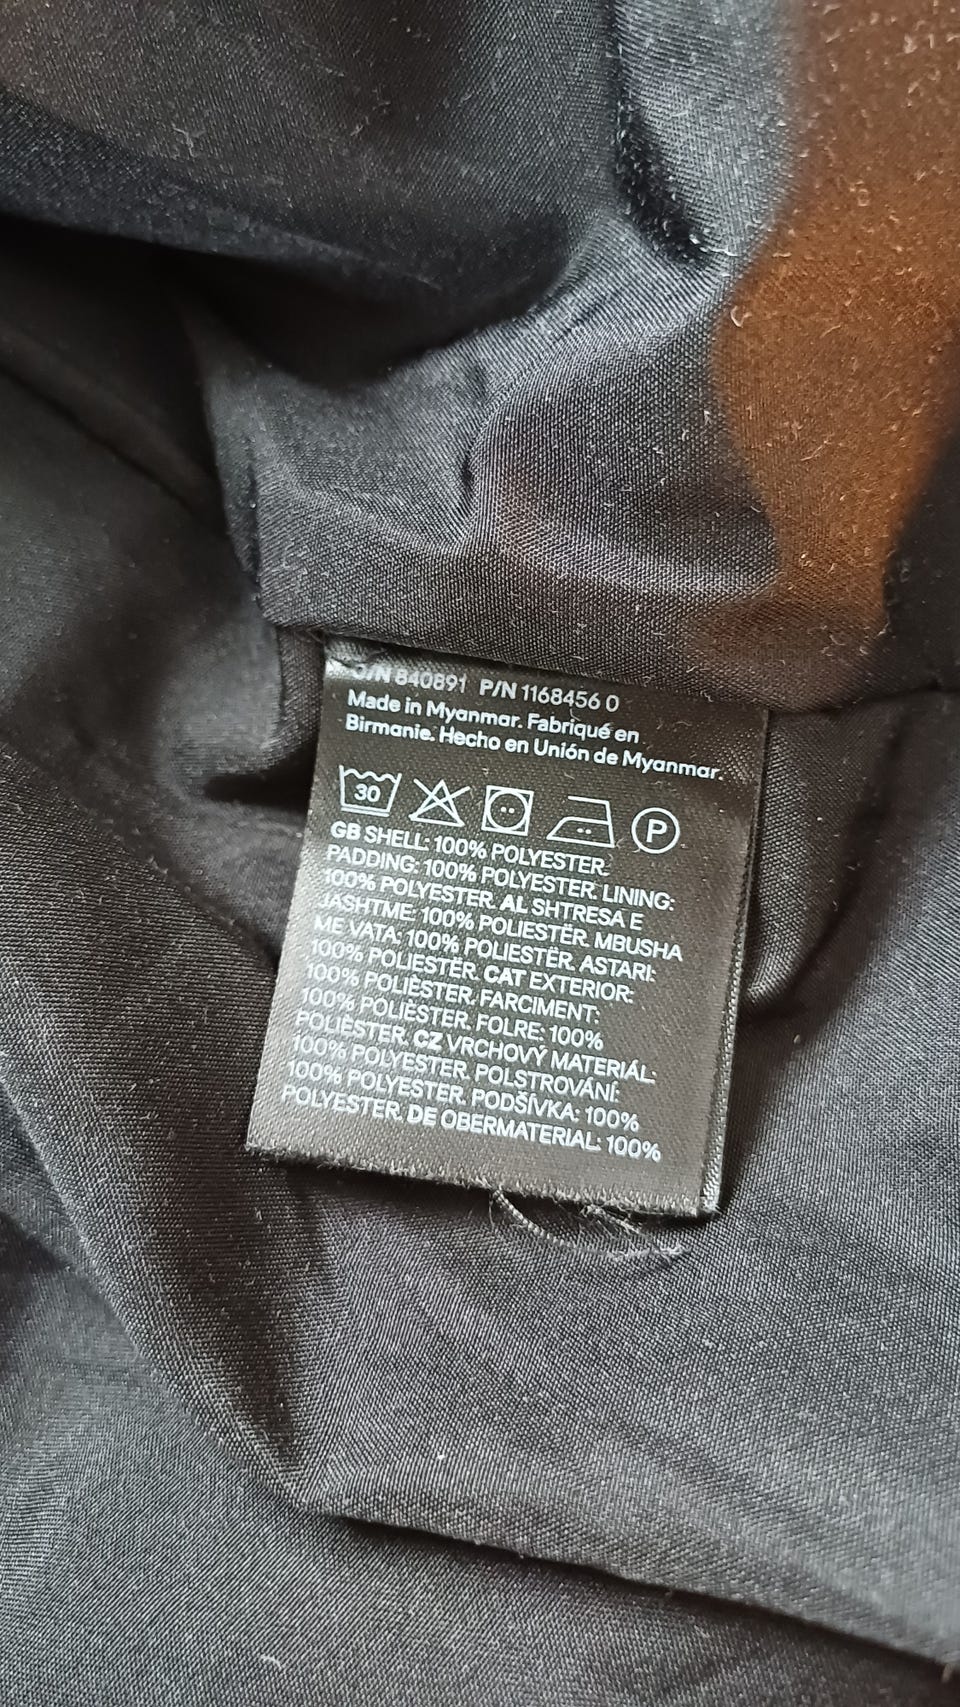 840891 P/N 1168456 0
Made in Myanmar. Fabriqué en
Birmanie. Hecho en Unión de Myanmar.
30 P
GB SHELL: 100% POLYESTER.
PADDING: 100% POLYESTER. LINING:
100% POLYESTER. AL SHTRESA E
JASHTME: 100% POLIESTËR. MBUSHA
ME VATA: 100% POLIESTËR. ASTARI:
100% POLIESTËR. CAT EXTERIOR:
100% POLIÈSTER. FARCIMENT:
100% POLIÈSTER. FOLRE: 100%
POLIÈSTER. CZ VRCHOVÝ MATERIÁL:
100% POLYESTER. POLSTROVÁNÍ:
100% POLYESTER. PODŠÍVKA: 100%
POLYESTER. DE OBERMATERIAL: 100%